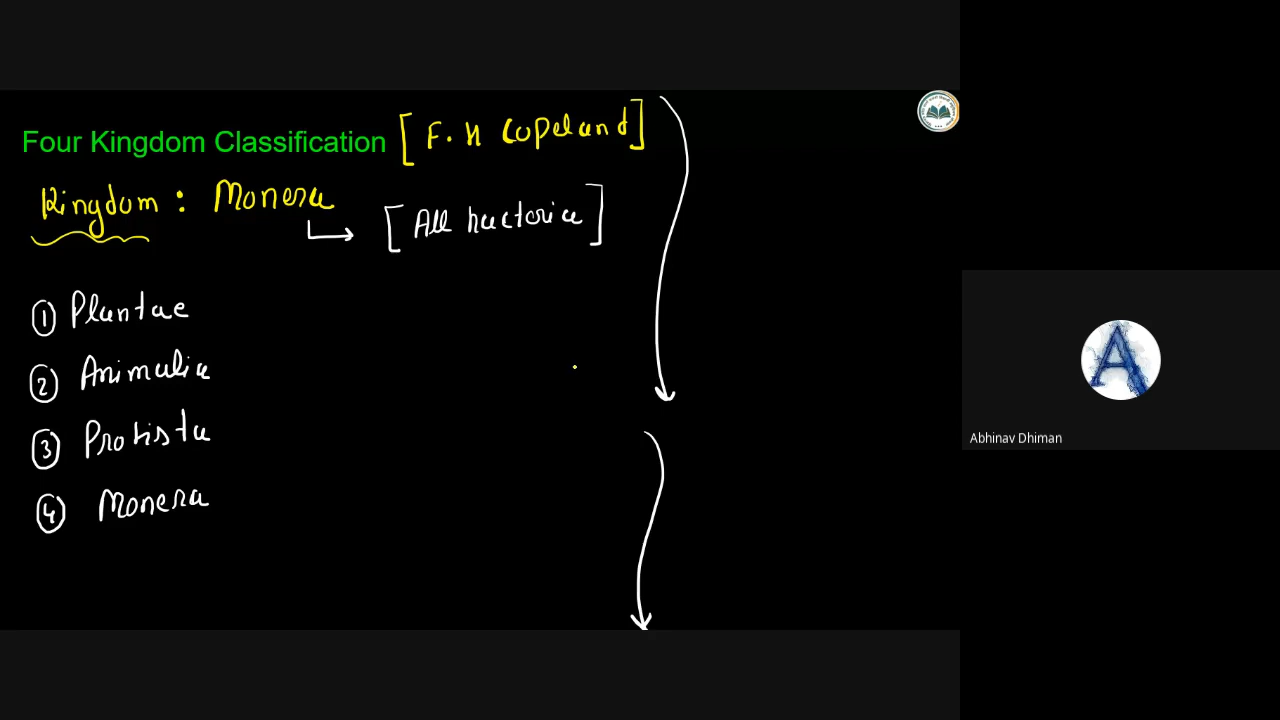 Four Kingdom Classification [F. H Copeland]
Kingdom : Monera
[All bacteria]
① Plantae
② Animalia
③ Protista
④ Monera
Abhinav Dhiman